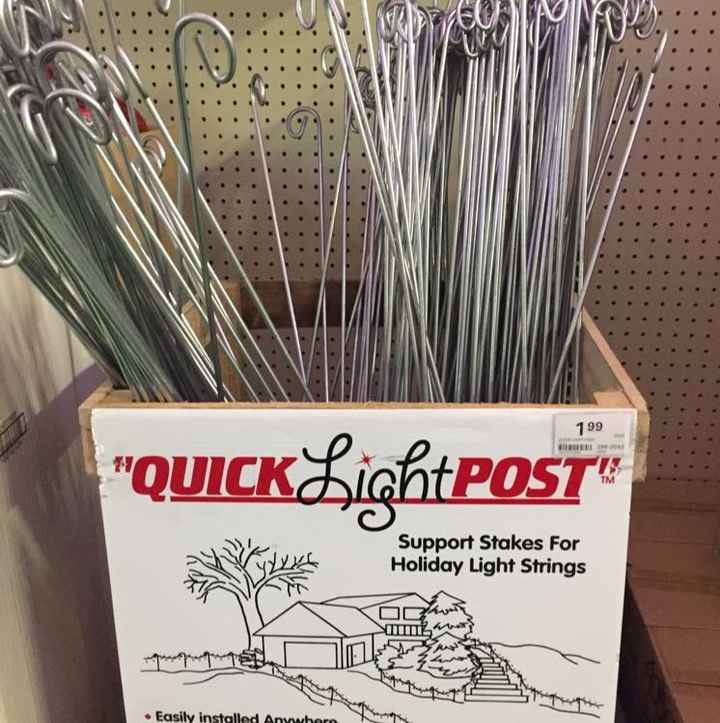 1 99
"QUICK Light POST"TM
Support Stakes For
Holiday Light Strings
• Easily installed Anywhere